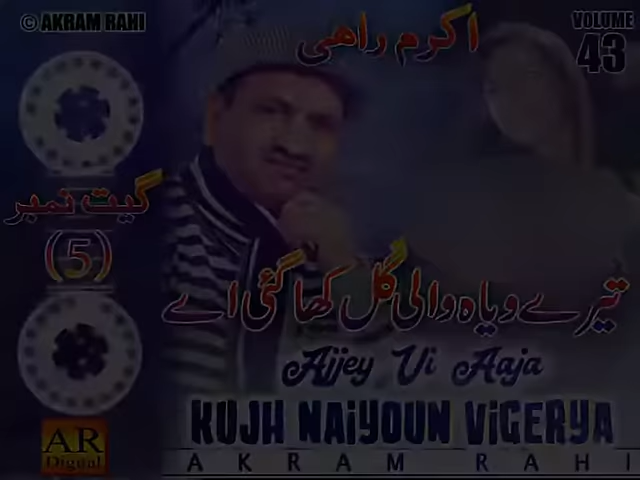 © AKRAM RAHI
اکرم راھی
VOLUME
43
گیت نمبر
(5)
تیرے ویاہ والی گل کھا گئی اے
Ajjey Vi Aaja
KUJH NAiYOUN ViGERYA
AKRAM RAHI
AR
Digital